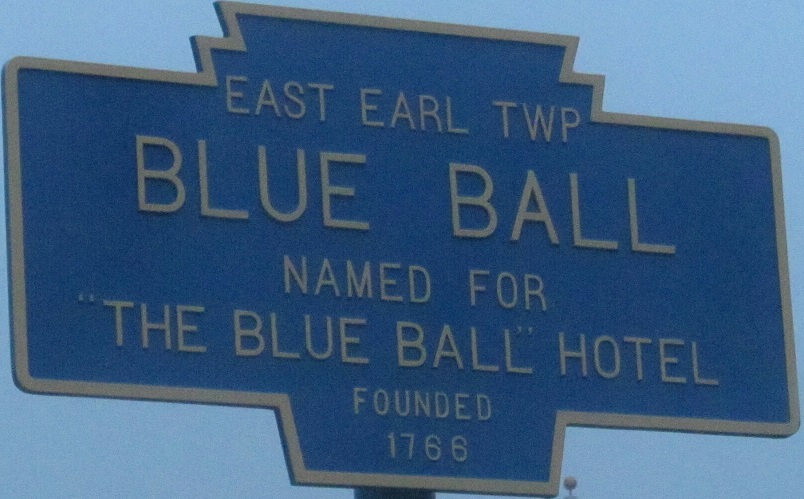 EAST EARL TWP
BLUE BALL
NAMED FOR
"THE BLUE BALL" HOTEL
FOUNDED
1766